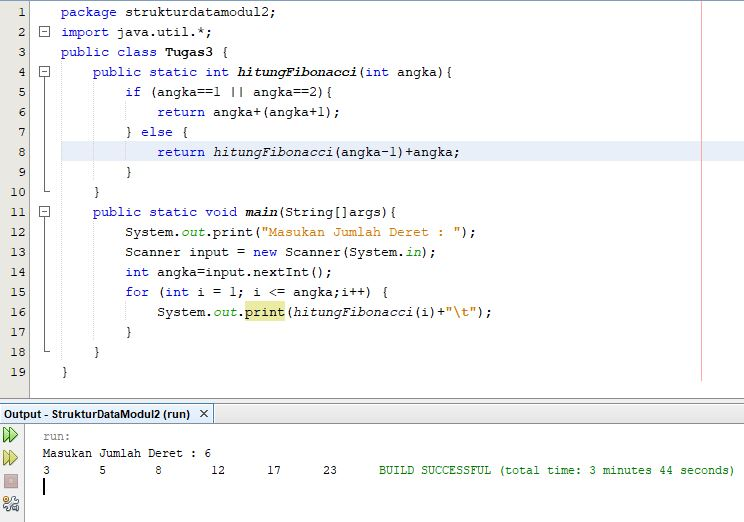 1 package strukturdatamodul2;
2 import java.util.*;
3 public class Tugas3 {
4 public static int hitungFibonacci(int angka){
5 if (angka==1 || angka==2){
6 return angka+(angka+1);
7 } else {
8 return hitungFibonacci(angka-1)+angka;
9 }
10 }
11 public static void main(String[]args){
12 System.out.print("Masukan Jumlah Deret : ");
13 Scanner input = new Scanner(System.in);
14 int angka=input.nextInt();
15 for (int i = 1; i <= angka;i++) {
16 System.out.print(hitungFibonacci(i)+"\t");
17 }
18 }
19 }
Output - StrukturDataModul2 (run) ×
run:
Masukan Jumlah Deret : 6
3 5 8 12 17 23 BUILD SUCCESSFUL (total time: 3 minutes 44 seconds)